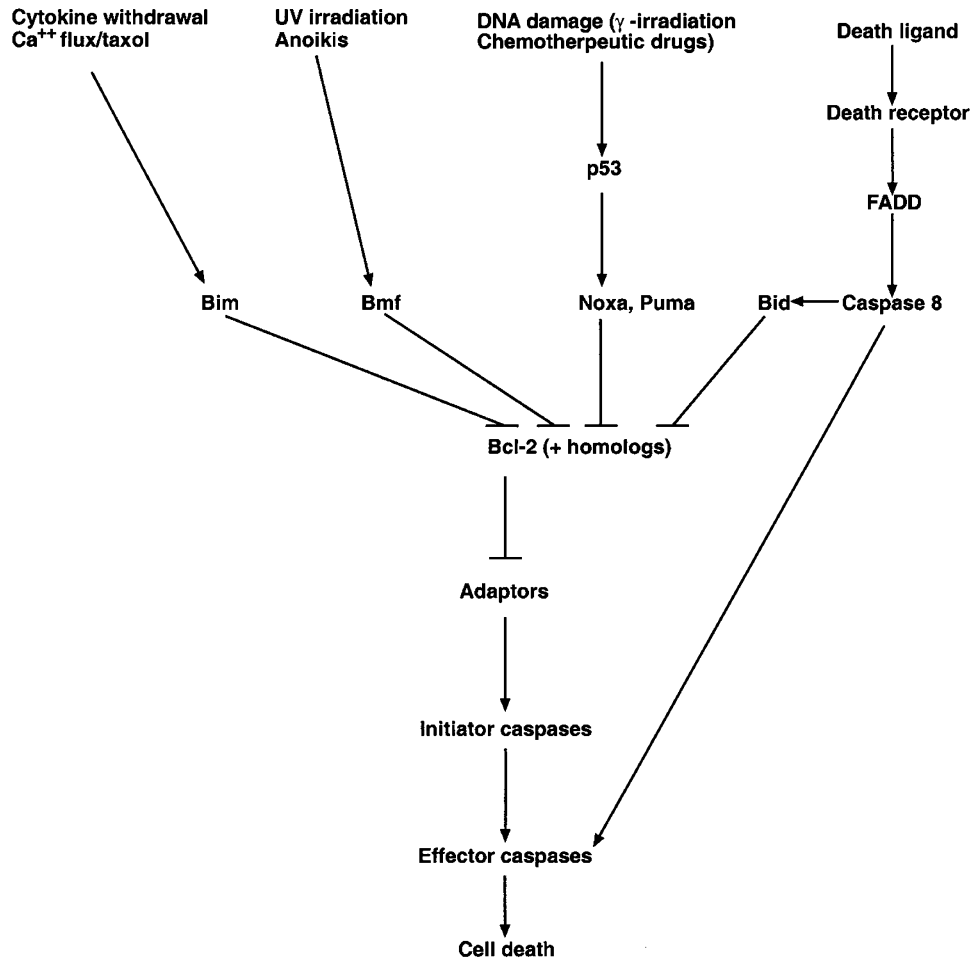 Cytokine withdrawal
Ca++ flux/taxol
UV irradiation
Anoikis
DNA damage (γ -irradiation
Chemotherpeutic drugs)
Death ligand
Death receptor
p53
FADD
Bim
Bmf
Noxa, Puma
Bid
Caspase 8
Bcl-2 (+ homologs)
Adaptors
Initiator caspases
Effector caspases
Cell death